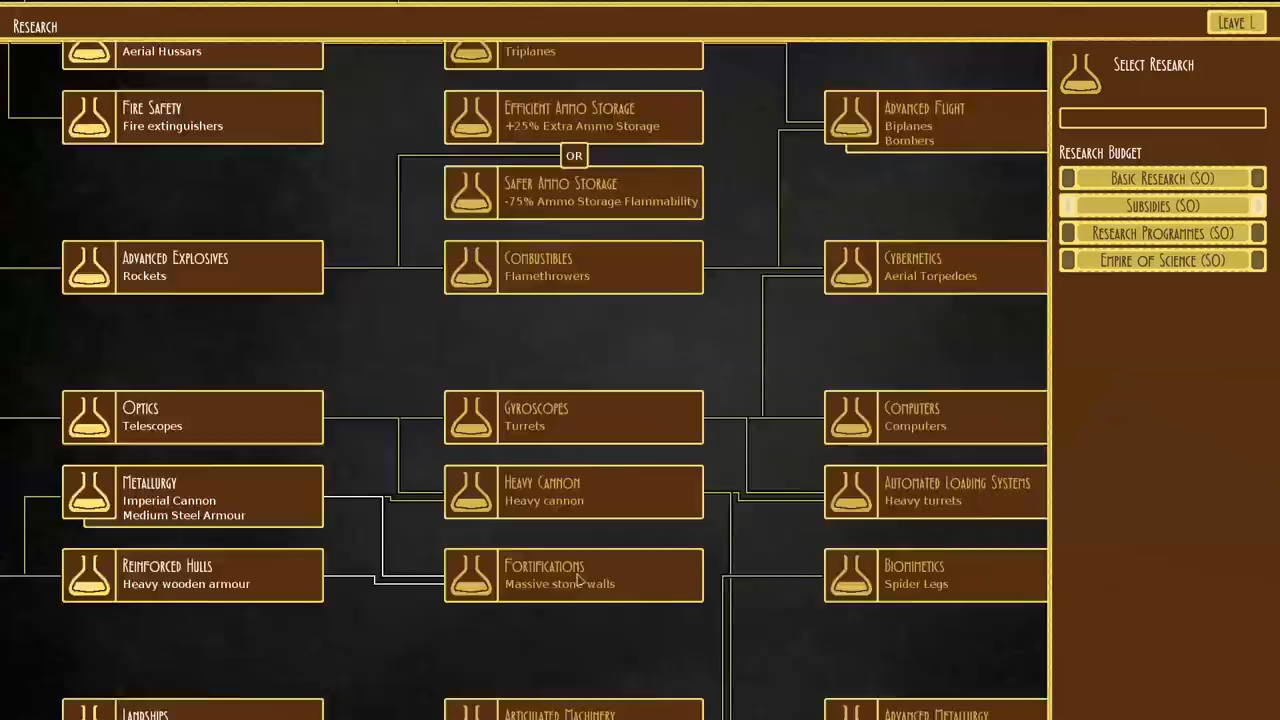 Research
Leave L
Aerial Hussars
Triplanes
Fire Safety
Fire extinguishers
Efficient Ammo Storage
+25% Extra Ammo Storage
Advanced Flight
Biplanes
Bombers
OR
Safer Ammo Storage
-75% Ammo Storage Flammability
Advanced Explosives
Rockets
Combustibles
Flamethrowers
Cybernetics
Aerial Torpedoes
Optics
Telescopes
Gyroscopes
Turrets
Computers
Computers
Metallurgy
Imperial Cannon
Medium Steel Armour
Heavy Cannon
Heavy cannon
Automated Loading Systems
Heavy turrets
Reinforced Hulls
Heavy wooden armour
Fortifications
Massive stone walls
Biomimetics
Spider Legs
Landships
Articulated Machinery
Advanced Metallurgy
Select Research
Research Budget
Basic Research ($0)
Subsidies ($0)
Research Programmes ($0)
Empire of Science ($0)